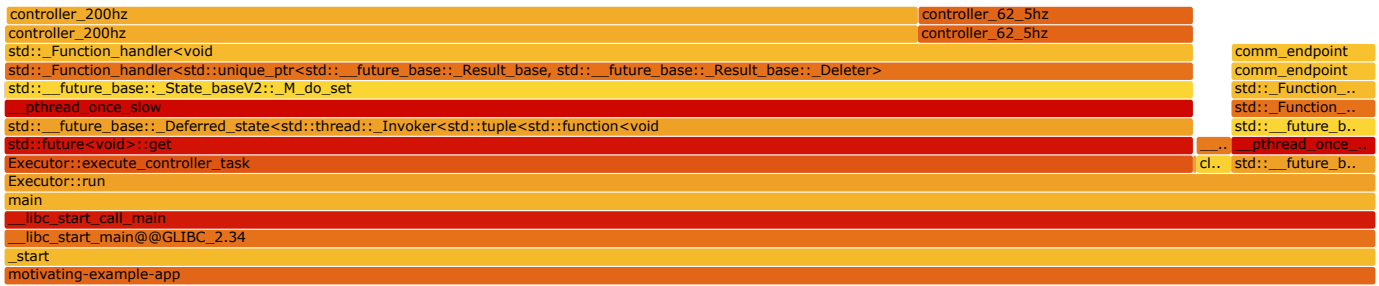 controller_200hz controller_62_5hz
controller_200hz controller_62_5hz
std::_Function_handler<void comm_endpoint
std::_Function_handler<std::unique_ptr<std::__future_base::_Result_base, std::__future_base::_Result_base::_Deleter> comm_endpoint
std::__future_base::_State_baseV2::_M_do_set std::_Function_..
__pthread_once_slow std::_Function_..
std::__future_base::_Deferred_state<std::thread::_Invoker<std::tuple<std::function<void std::__future_b..
std::future<void>::get __.. __pthread_once_..
Executor::execute_controller_task cl.. std::__future_b..
Executor::run
main
__libc_start_call_main
__libc_start_main@@GLIBC_2.34
_start
motivating-example-app